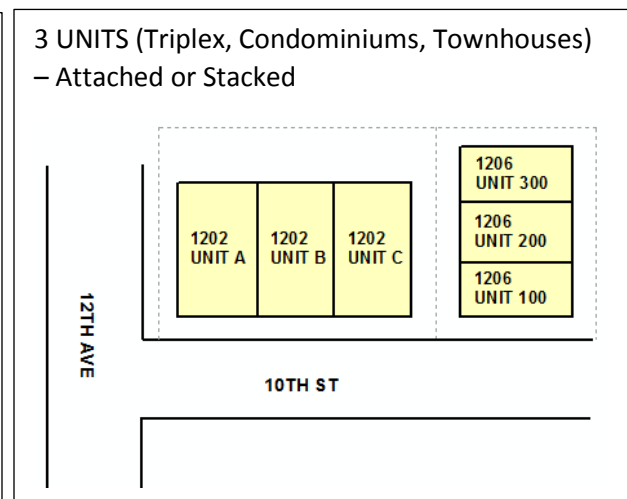 3 UNITS (Triplex, Condominiums, Townhouses)
– Attached or Stacked
1202
UNIT A
1202
UNIT B
1202
UNIT C
1206
UNIT 300
1206
UNIT 200
1206
UNIT 100
12TH AVE
10TH ST